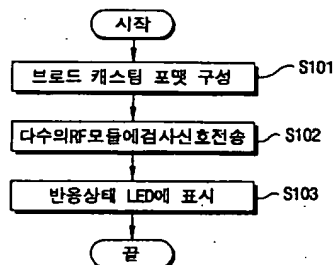 시작
브로드 캐스팅 포맷 구성
S101
다수의RF모듈에검사신호전송
S102
반응상태 LED에 표시
S103
끝